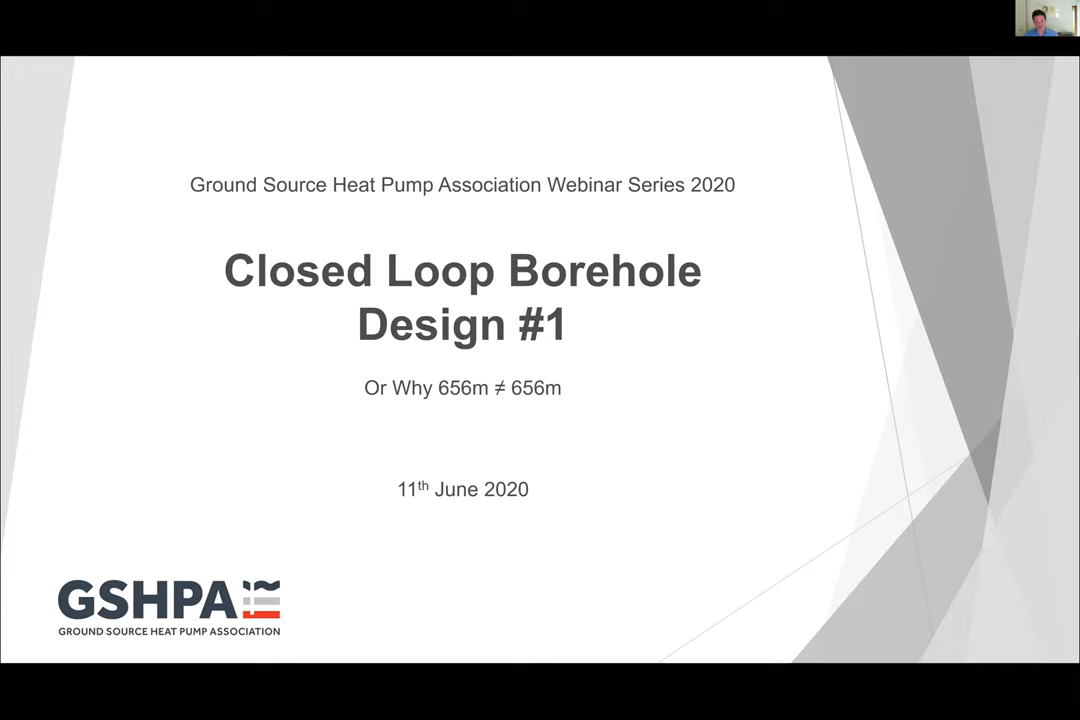 Ground Source Heat Pump Association Webinar Series 2020
Closed Loop Borehole
Design #1
Or Why 656m ≠ 656m
11th June 2020
GSHPA
GROUND SOURCE HEAT PUMP ASSOCIATION